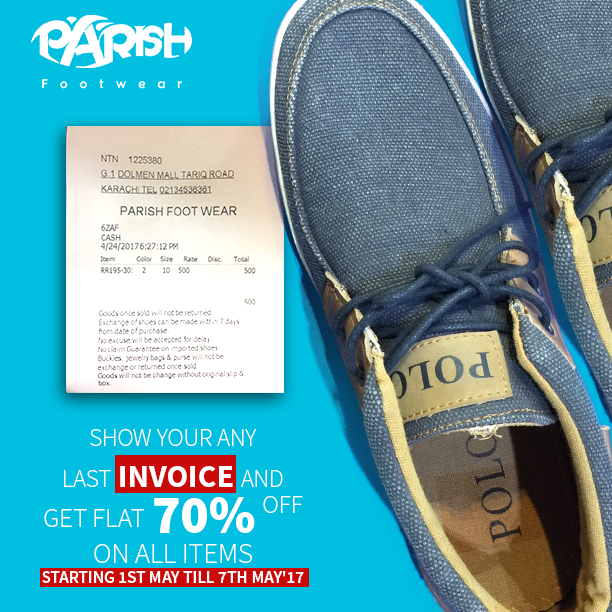 PARISH
Footwear
NTN 1225380
G.1 DOLMEN MALL TARIQ ROAD
KARACHI TEL 02134536361
PARISH FOOT WEAR
6ZAF
CASH
4/24/2017 6:27:12 PM
Item Color Size Rate Disc. Total
RR195-30: 2 10 500 500
500
Goods once sold will not be returned
Exchange of shoes can be made within 7 days
from date of purchase.
No excuse will be accepted for delay
No claim Guarantee on imported shoes
Buckles, jewelry bags & purse will not be
exchange or returned once sold.
Goods will not be change without original slip &
box.
POLO
POLO
SHOW YOUR ANY
LAST INVOICE AND
GET FLAT 70% OFF
ON ALL ITEMS
STARTING 1ST MAY TILL 7TH MAY'17